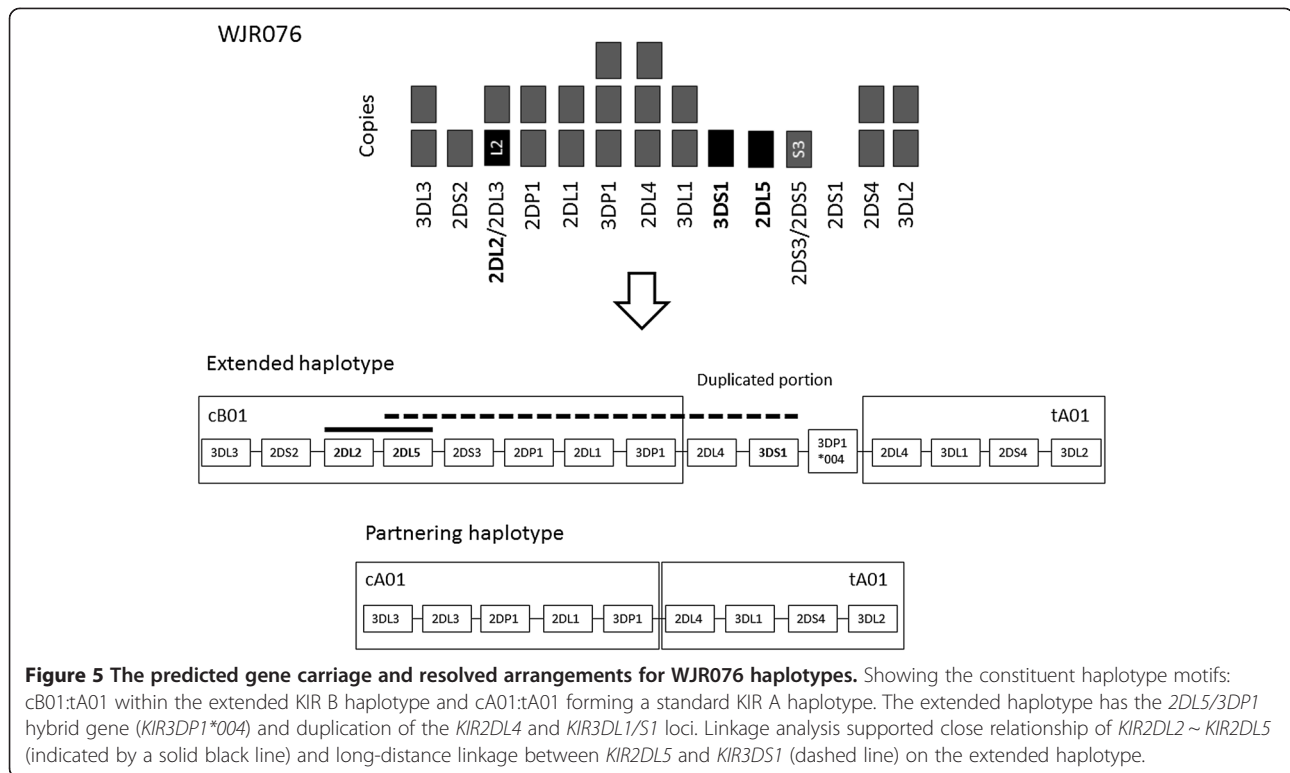 WJR076
Copies
L2
S3
3DL3
2DS2
2DL2/2DL3
2DP1
2DL1
3DP1
2DL4
3DL1
3DS1
2DL5
2DS3/2DS5
2DS1
2DS4
3DL2
Extended haplotype
Duplicated portion
cB01
tA01
3DL3 2DS2 2DL2 2DL5 2DS3 2DP1 2DL1 3DP1 2DL4 3DS1 3DP1 *004 2DL4 3DL1 2DS4 3DL2
Partnering haplotype
cA01
tA01
3DL3 2DL3 2DP1 2DL1 3DP1 2DL4 3DL1 2DS4 3DL2
Figure 5 The predicted gene carriage and resolved arrangements for WJR076 haplotypes. Showing the constituent haplotype motifs:
cB01:tA01 within the extended KIR B haplotype and cA01:tA01 forming a standard KIR A haplotype. The extended haplotype has the 2DL5/3DP1
hybrid gene (KIR3DP1*004) and duplication of the KIR2DL4 and KIR3DL1/S1 loci. Linkage analysis supported close relationship of KIR2DL2 ~ KIR2DL5
(indicated by a solid black line) and long-distance linkage between KIR2DL5 and KIR3DS1 (dashed line) on the extended haplotype.